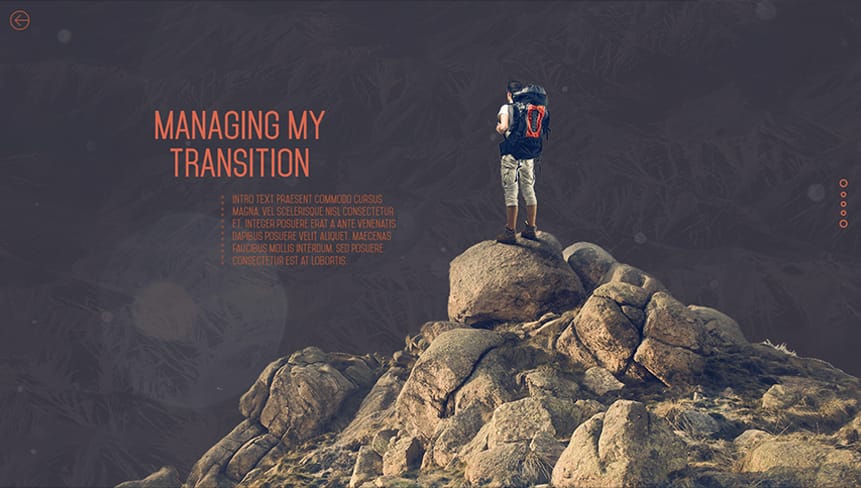 MANAGING MY
TRANSITION
INTRO TEXT PRAESENT COMMODO CURSUS
MAGNA, VEL SCELERISQUE NISL CONSECTETUR
ET. INTEGER POSUERE ERAT A ANTE VENENATIS
DAPIBUS POSUERE VELIT ALIQUET. MAECENAS
FAUCIBUS MOLLIS INTERDUM. SED POSUERE
CONSECTETUR EST AT LOBORTIS.